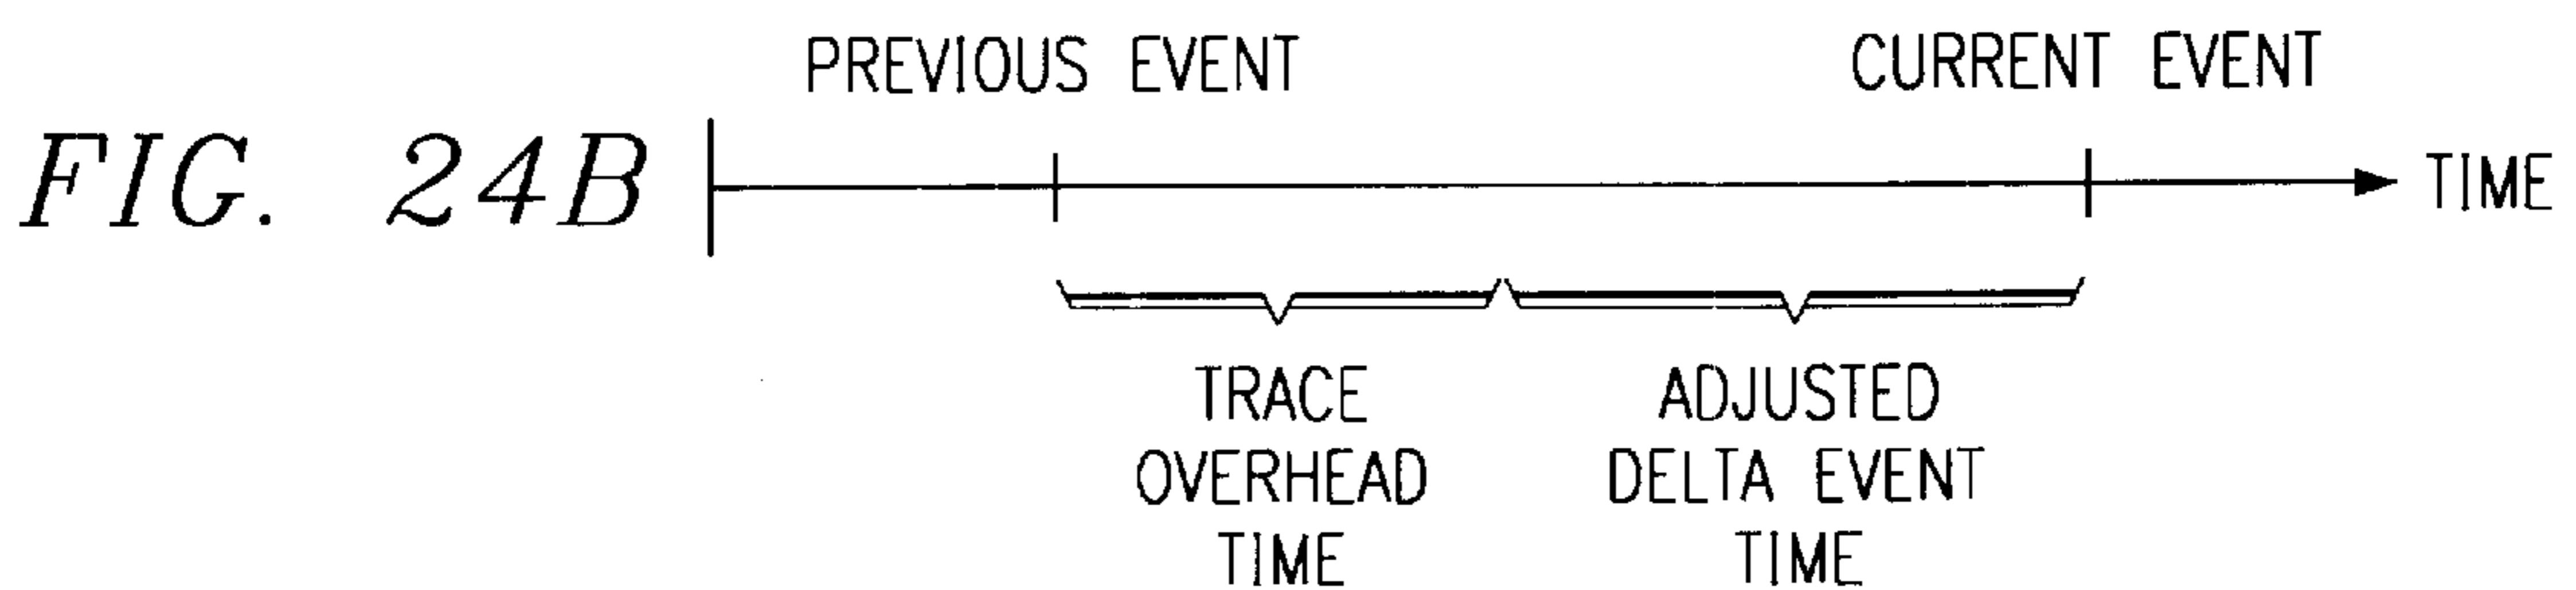 PREVIOUS EVENT
CURRENT EVENT
FIG. 24B
TIME
TRACE
OVERHEAD
TIME
ADJUSTED
DELTA EVENT
TIME